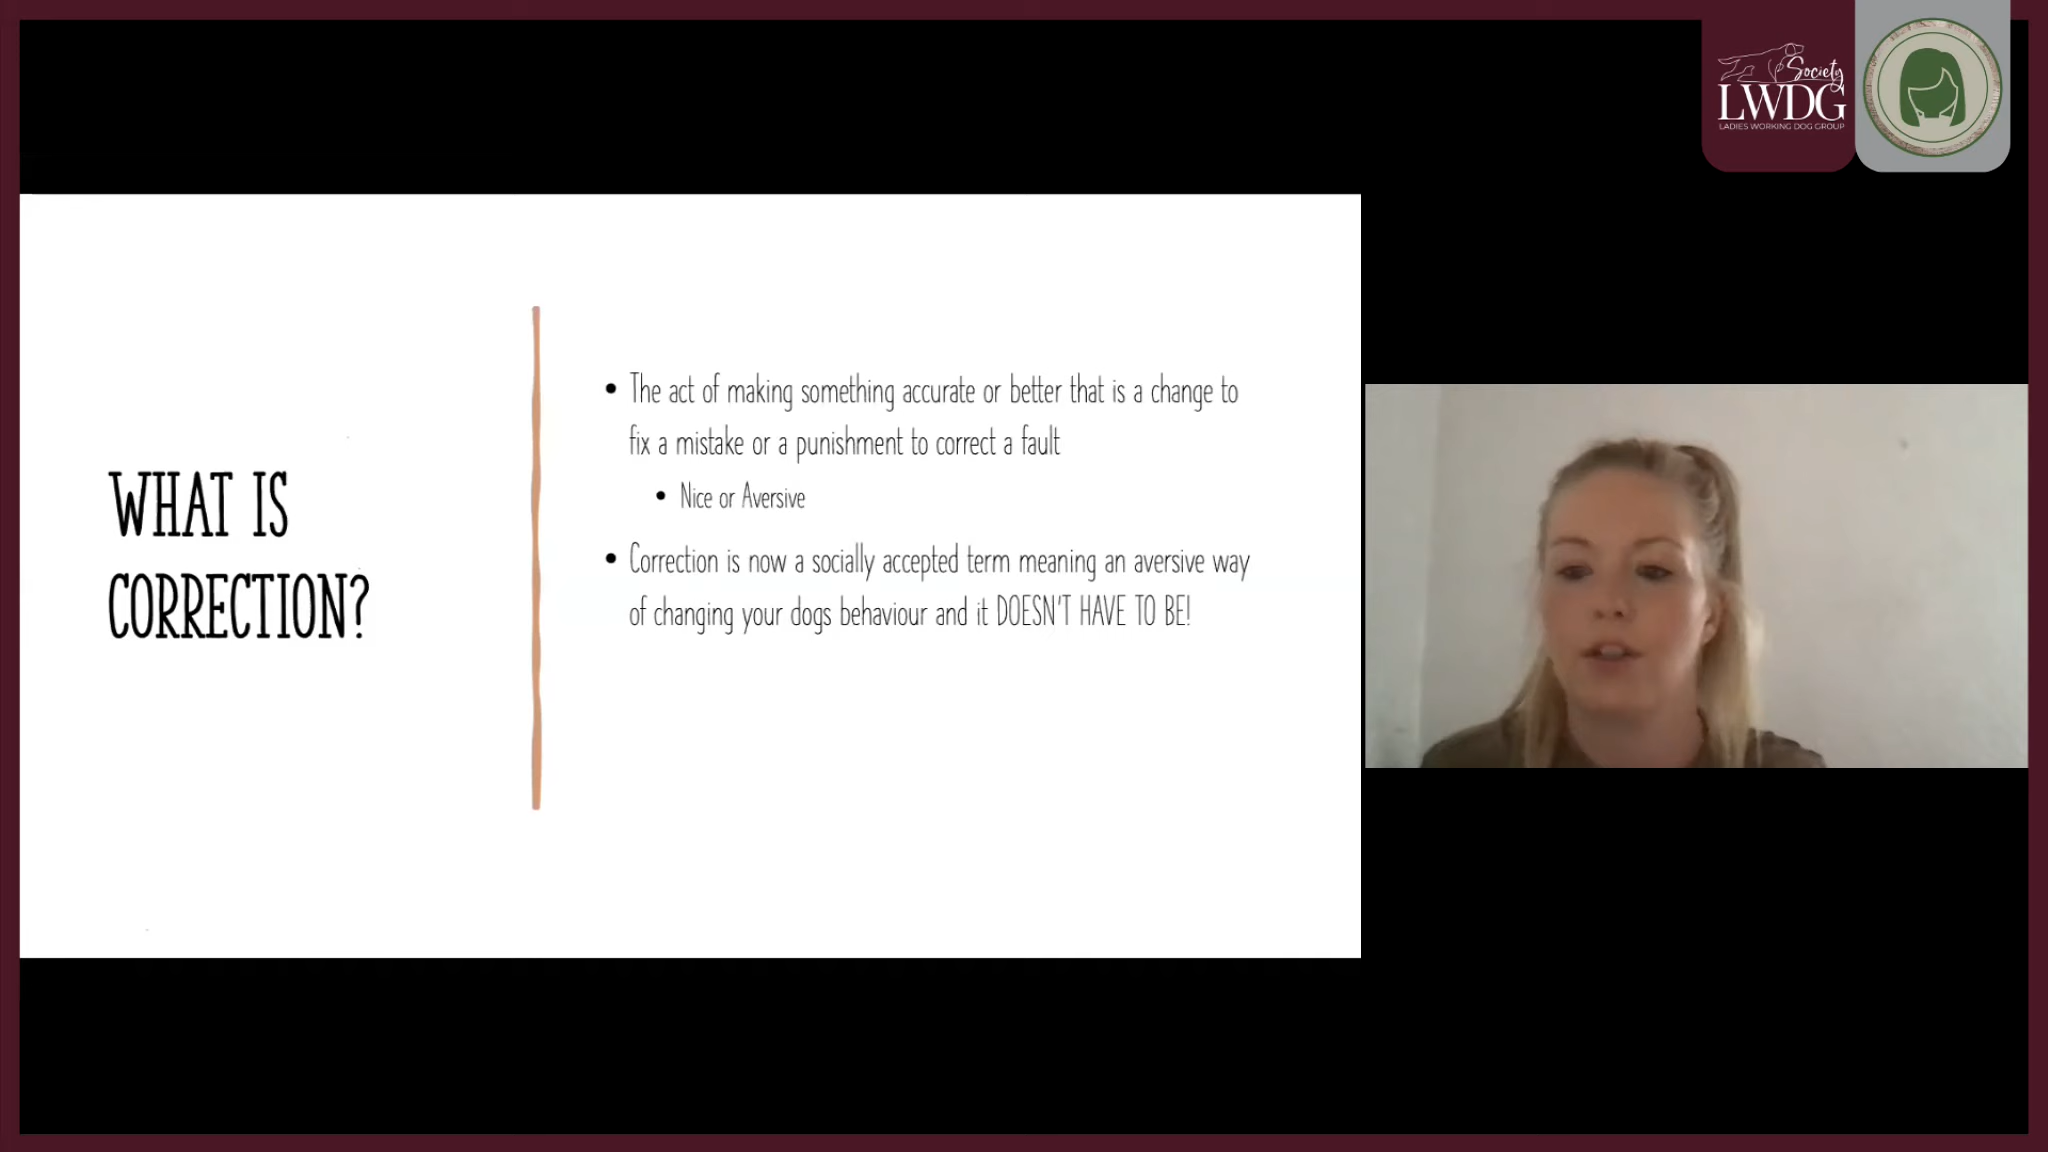 Society
LWDG
LADIES WORKING DOG GROUP
WHAT IS
CORRECTION?
• The act of making something accurate or better that is a change to
fix a mistake or a punishment to correct a fault
• Nice or Aversive
• Correction is now a socially accepted term meaning an aversive way
of changing your dogs behaviour and it DOESN'T HAVE TO BE!